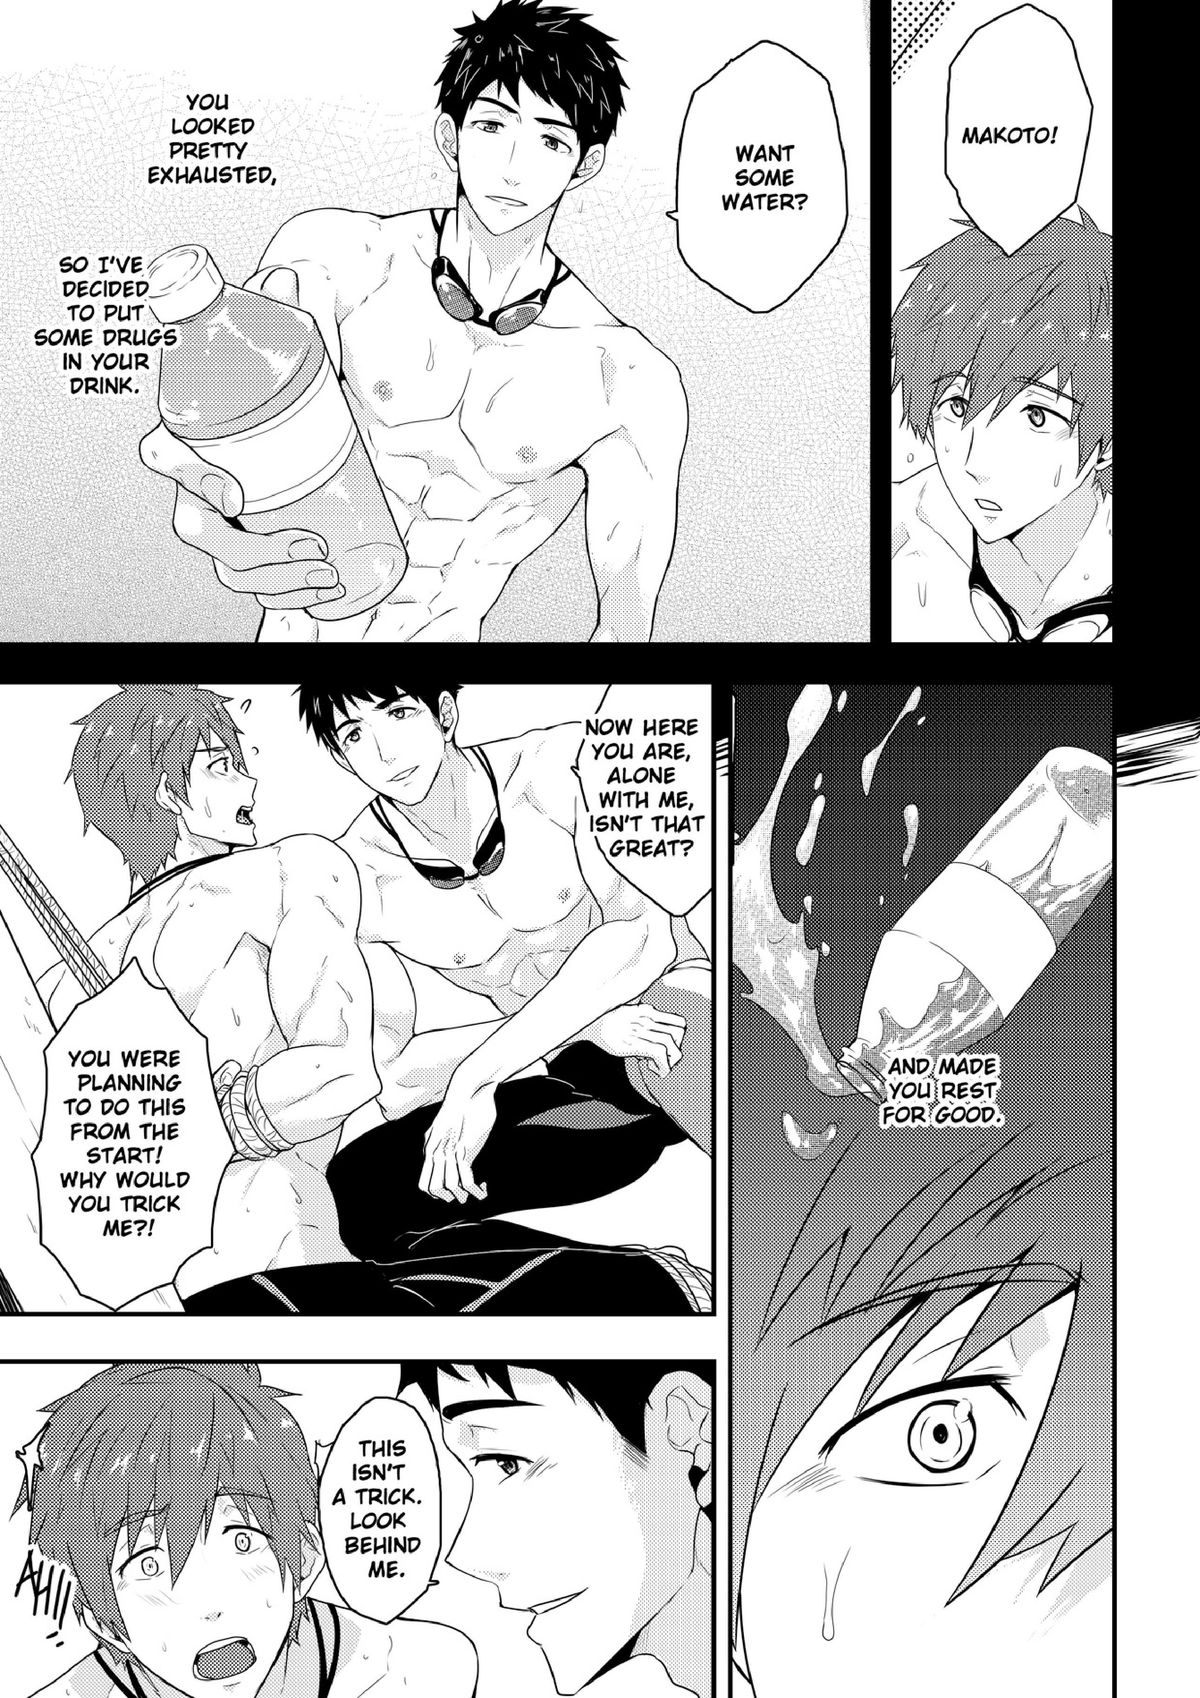 MAKOTO!
WANT
SOME
WATER?
YOU
LOOKED
PRETTY
EXHAUSTED,
SO I'VE
DECIDED
TO PUT
SOME DRUGS
IN YOUR
DRINK.
AND MADE
YOU REST
FOR GOOD.
NOW HERE
YOU ARE,
ALONE
WITH ME,
ISN'T THAT
GREAT?
YOU WERE
PLANNING
TO DO THIS
FROM THE
START!
WHY WOULD
YOU TRICK
ME?!
THIS
ISN'T
A TRICK.
LOOK
BEHIND
ME.